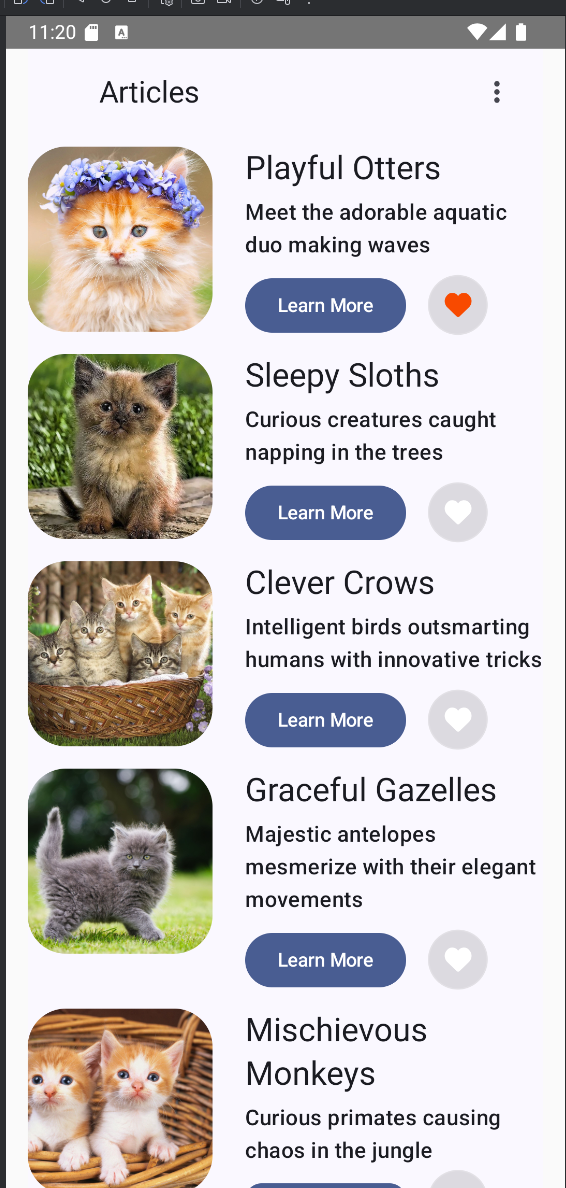 11:20
Articles
Playful Otters
Meet the adorable aquatic
duo making waves
Learn More
Sleepy Sloths
Curious creatures caught
napping in the trees
Learn More
Clever Crows
Intelligent birds outsmarting
humans with innovative tricks
Learn More
Graceful Gazelles
Majestic antelopes
mesmerize with their elegant
movements
Learn More
Mischievous
Monkeys
Curious primates causing
chaos in the jungle